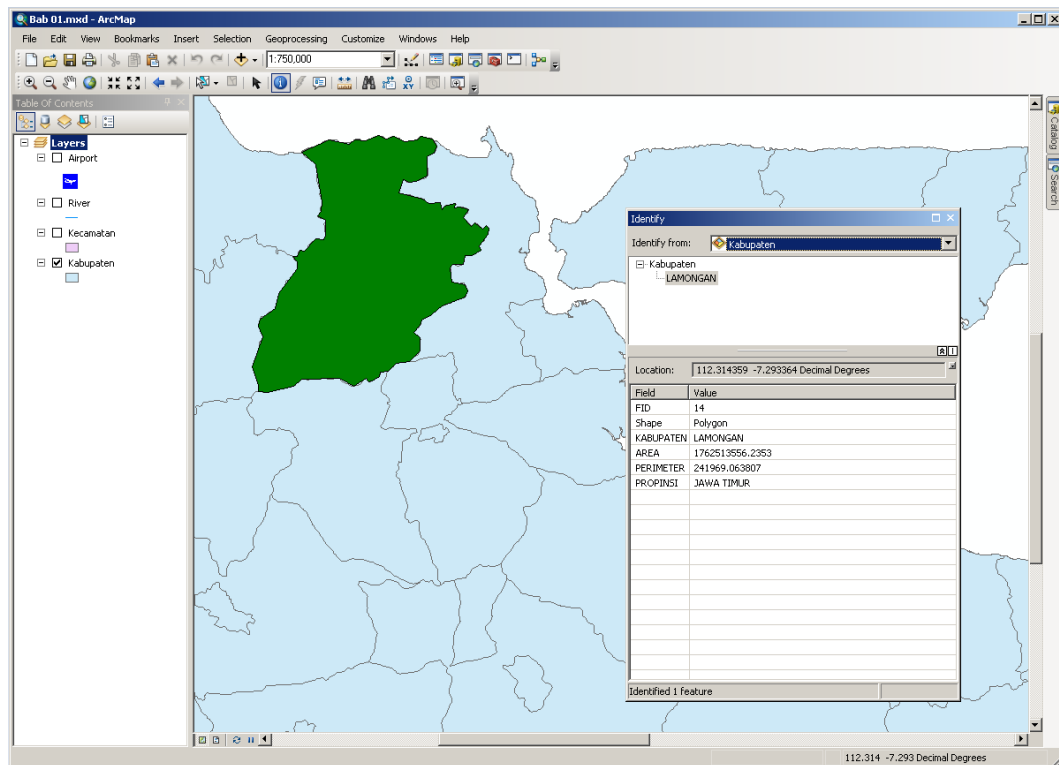 Bab 01.mxd - ArcMap
File Edit View Bookmarks Insert Selection Geoprocessing Customize Windows Help
1:750,000
Table Of Contents
Layers
Airport
River
Kecamatan
Kabupaten
Catalog
Search
Identify
Identify from: Kabupaten
Kabupaten
LAMONGAN
Location: 112.314359 -7.293364 Decimal Degrees
Field Value
FID 14
Shape Polygon
KABUPATEN LAMONGAN
AREA 1762513556.2353
PERIMETER 241969.063807
PROPINSI JAWA TIMUR
Identified 1 feature
112.314 -7.293 Decimal Degrees